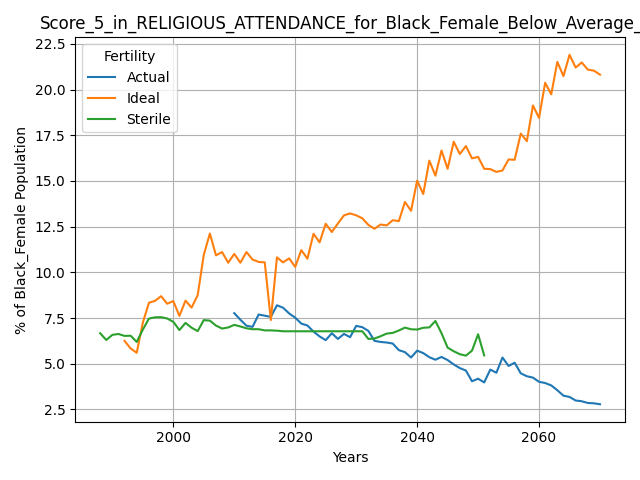 Score_5_in_RELIGIOUS_ATTENDANCE_for_Black_Female_Below_Average_
Fertility
Actual
Ideal
Sterile
% of Black_Female Population
22.5
20.0
17.5
15.0
12.5
10.0
7.5
5.0
2.5
2000 2020 2040 2060
Years